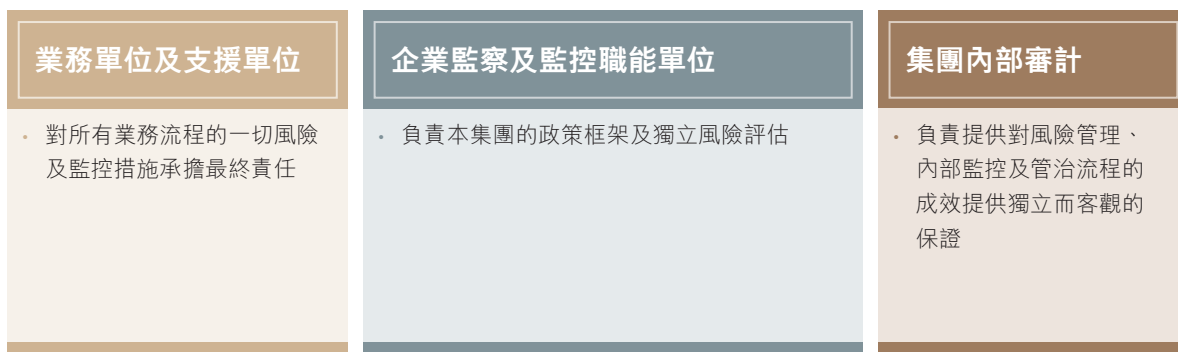 業務單位及支援單位
• 對所有業務流程的一切風險
及監控措施承擔最終責任
企業監察及監控職能單位
• 負責本集團的政策框架及獨立風險評估
集團內部審計
• 負責提供對風險管理、
內部監控及管治流程的
成效提供獨立而客觀的
保證